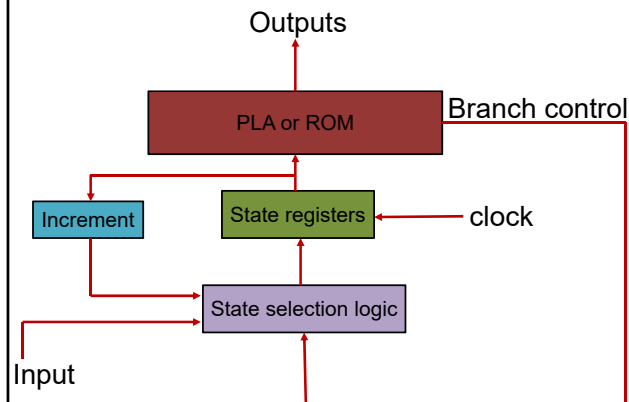 Outputs
PLA or ROM
Branch control
Increment
State registers
clock
State selection logic
Input